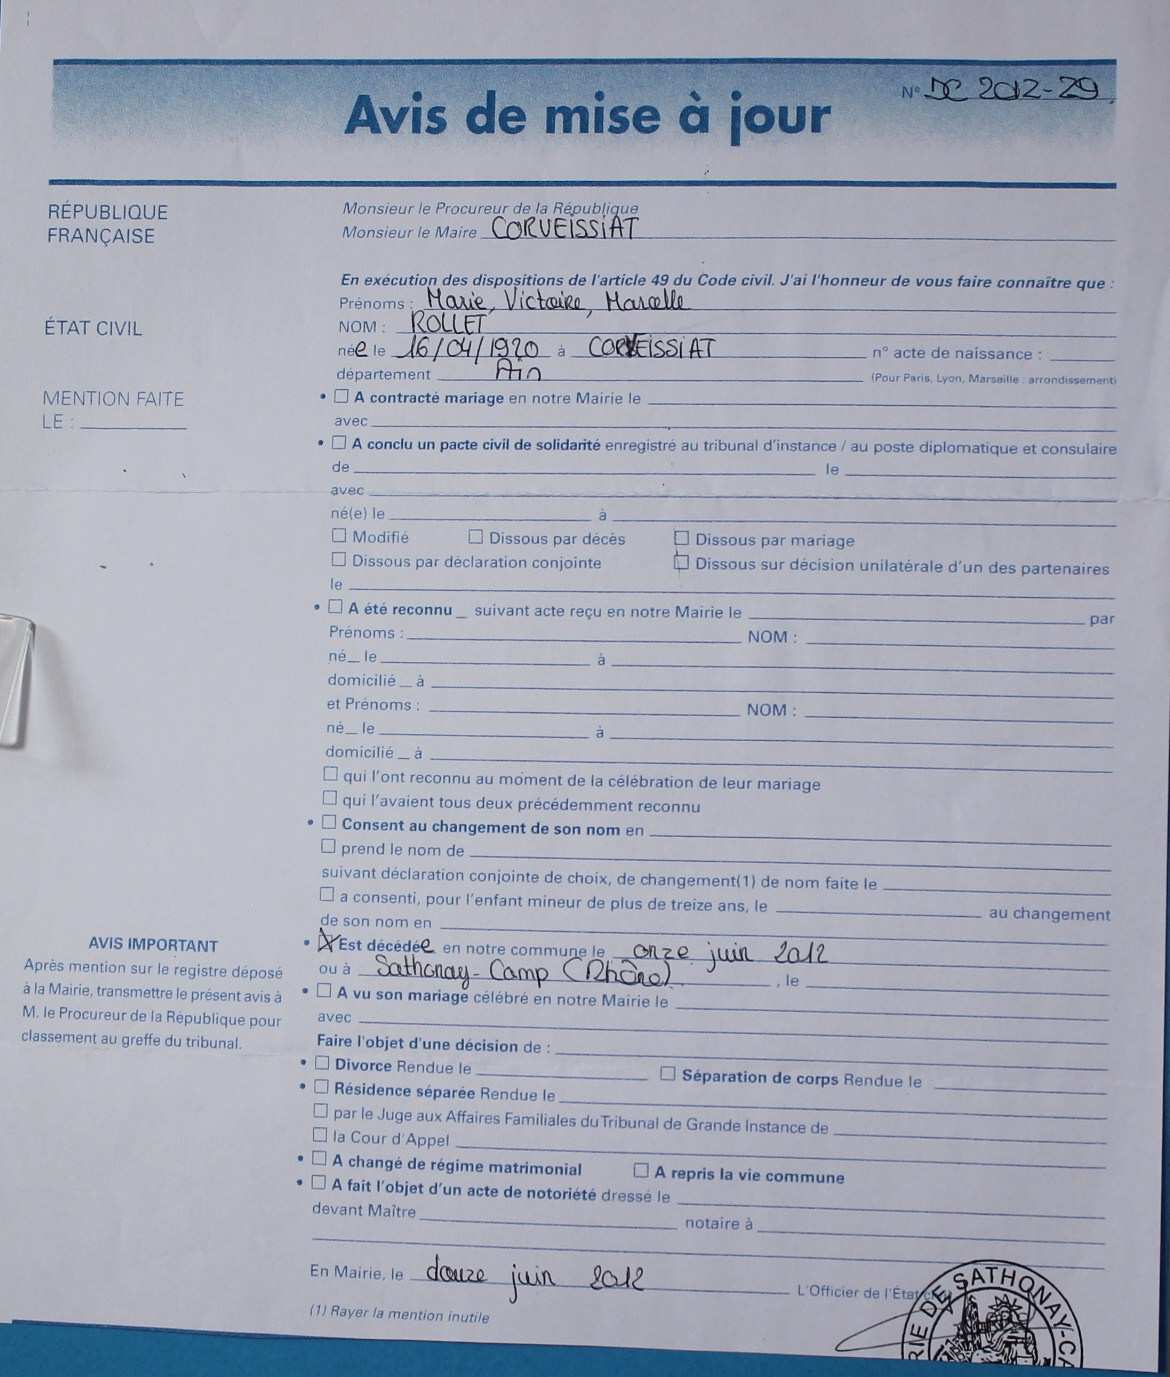 N° DC 2012-29
Avis de mise à jour
RÉPUBLIQUE
FRANÇAISE
Monsieur le Procureur de la République
Monsieur le Maire CORVEISSIAT
En exécution des dispositions de l'article 49 du Code civil. J'ai l'honneur de vous faire connaître que :
Prénoms : Marie, Victoire, Marcelle
ÉTAT CIVIL
NOM : ROLLET
née le 16/04/1920 à CORVEISSIAT n° acte de naissance :
département Ain (Pour Paris, Lyon, Marseille : arrondissement)
MENTION FAITE
LE :
• A contracté mariage en notre Mairie le
avec
• A conclu un pacte civil de solidarité enregistré au tribunal d'instance / au poste diplomatique et consulaire
de le
avec
né(e) le à
Modifié Dissous par décès Dissous par mariage
Dissous par déclaration conjointe Dissous sur décision unilatérale d'un des partenaires
le
• A été reconnu _ suivant acte reçu en notre Mairie le par
Prénoms : NOM :
né_ le à
domicilié _ à
et Prénoms : NOM :
né_ le à
domicilié _ à
qui l'ont reconnu au moment de la célébration de leur mariage
qui l'avaient tous deux précédemment reconnu
• Consent au changement de son nom en
prend le nom de
suivant déclaration conjointe de choix, de changement(1) de nom faite le
a consenti, pour l'enfant mineur de plus de treize ans, le au changement
de son nom en
AVIS IMPORTANT
Après mention sur le registre déposé
à la Mairie, transmettre le présent avis à
M. le Procureur de la République pour
classement au greffe du tribunal.
• X Est décédée en notre commune le onze juin 2012
ou à Sathonay-Camp (Rhône) , le
• A vu son mariage célébré en notre Mairie le
avec
Faire l'objet d'une décision de :
• Divorce Rendue le Séparation de corps Rendue le
• Résidence séparée Rendue le
par le Juge aux Affaires Familiales du Tribunal de Grande Instance de
la Cour d'Appel
• A changé de régime matrimonial A repris la vie commune
• A fait l'objet d'un acte de notoriété dressé le
devant Maître notaire à
En Mairie, le douze juin 2012
L'Officier de l'État
(1) Rayer la mention inutile
RIE DE SATHONAY-CA